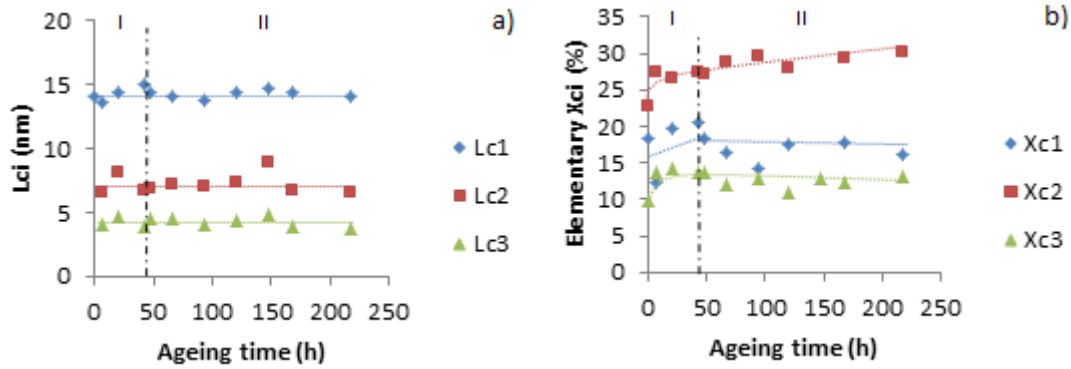 I II a)
Lci (nm)
20
15
10
5
0
0 50 100 150 200 250
Ageing time (h)
Lc1
Lc2
Lc3
I II b)
Elementary Xci (%)
35
30
25
20
15
10
5
0
0 50 100 150 200 250
Ageing time (h)
Xc1
Xc2
Xc3